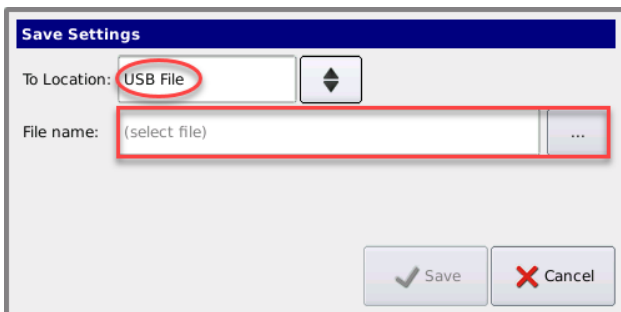 Save Settings
To Location: USB File
File name: (select file) ...
Save Cancel